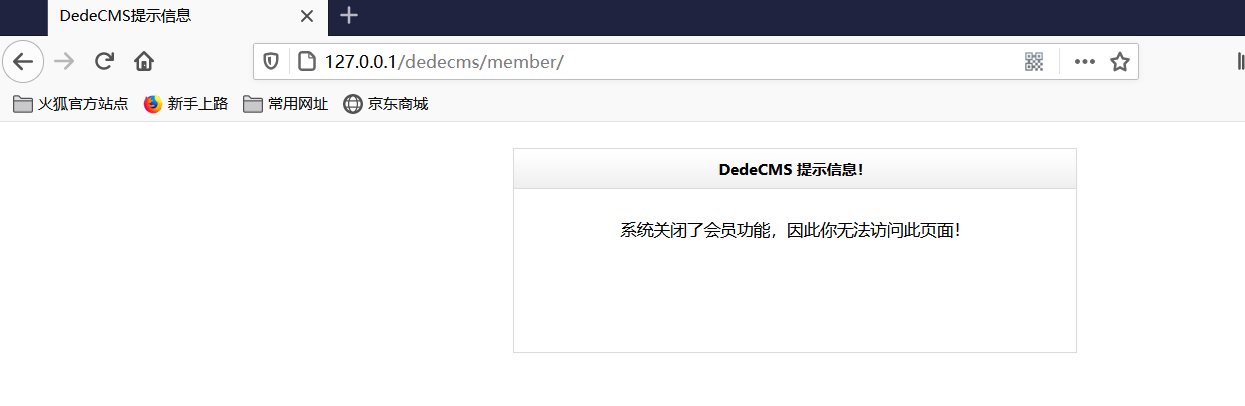 DedeCMS提示信息
127.0.0.1/dedecms/member/
火狐官方站点 新手上路 常用网址 京东商城
DedeCMS 提示信息！
系统关闭了会员功能，因此你无法访问此页面！